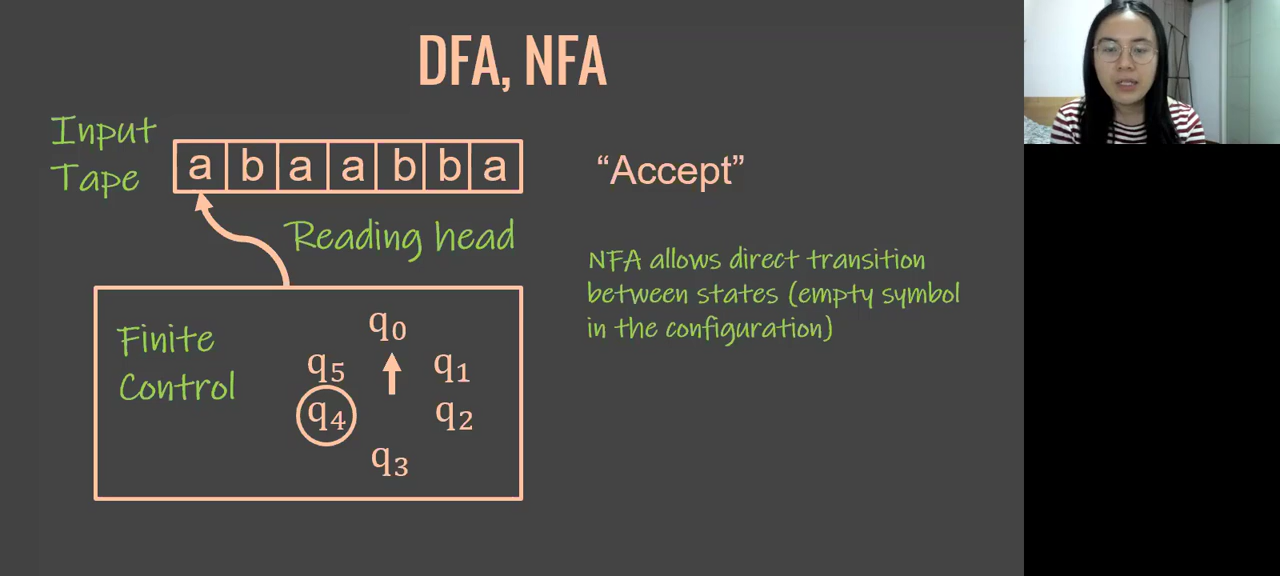 DFA, NFA
Input
Tape
a b a a b b a
"Accept"
Reading head
NFA allows direct transition
between states (empty symbol
in the configuration)
Finite
Control
q0
q5
q1
q4
q2
q3